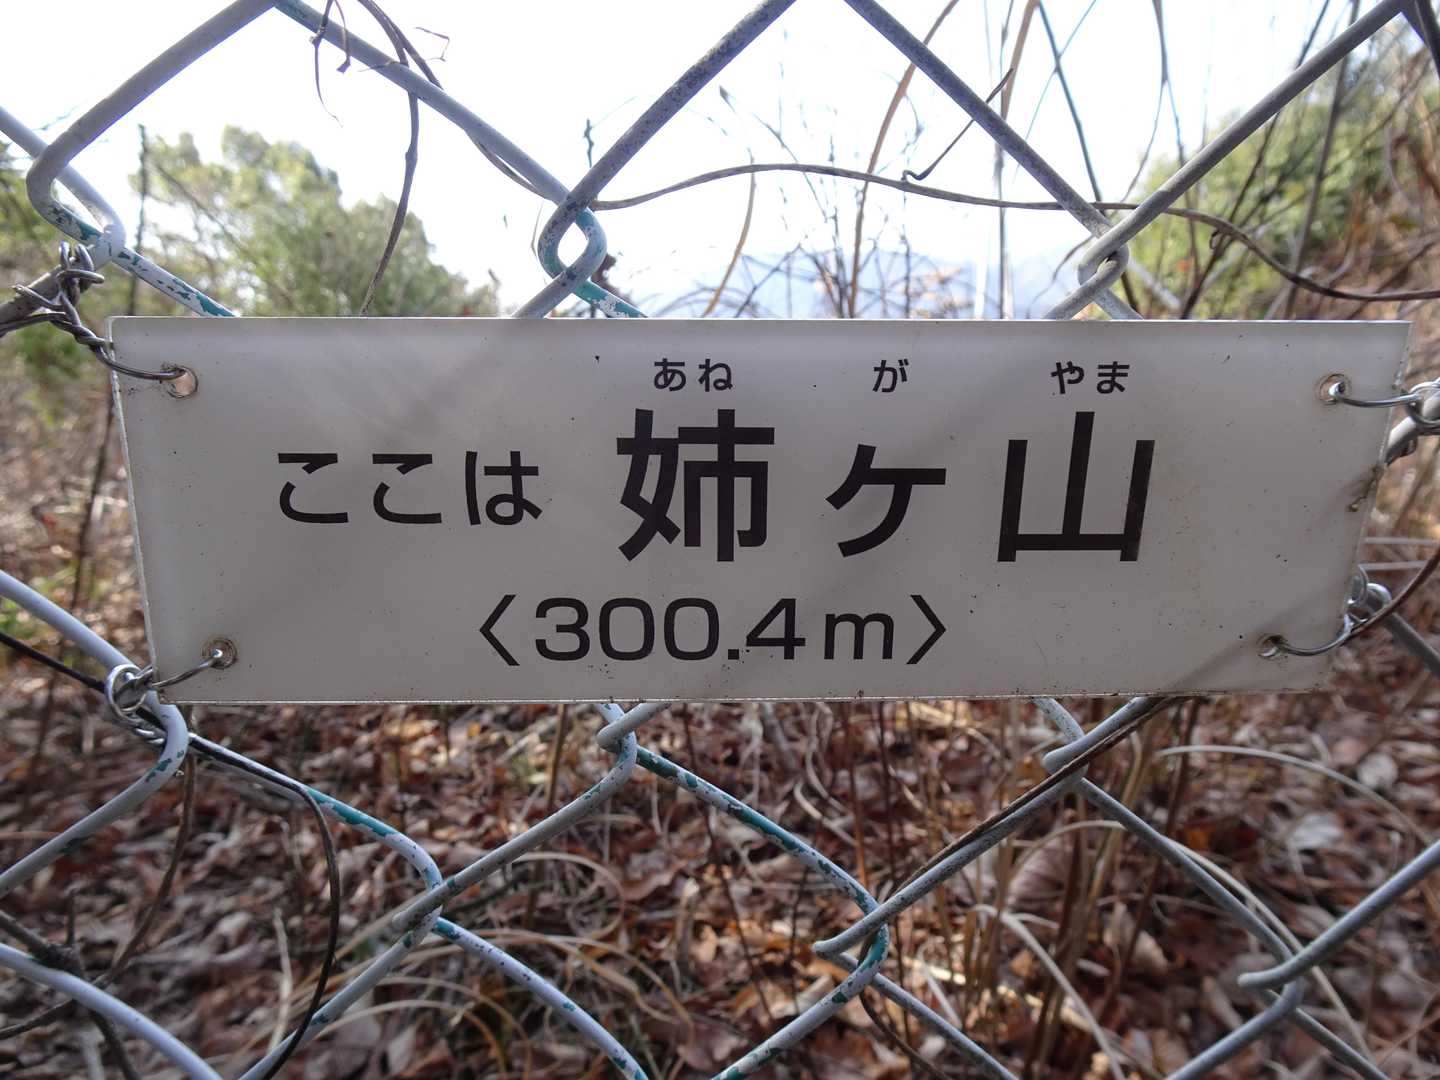 あね が やま
ここは 姉ヶ山
〈300.4m〉